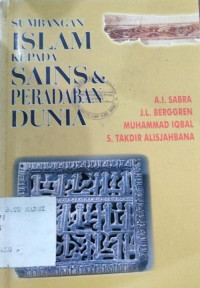 SUMBANGAN
ISLAM
KEPADA
SAINS &
PERADABAN
DUNIA
A.I. SABRA
J.L. BERGGREN
MUHAMMAD IQBAL
S. TAKDIR ALISJAHBANA